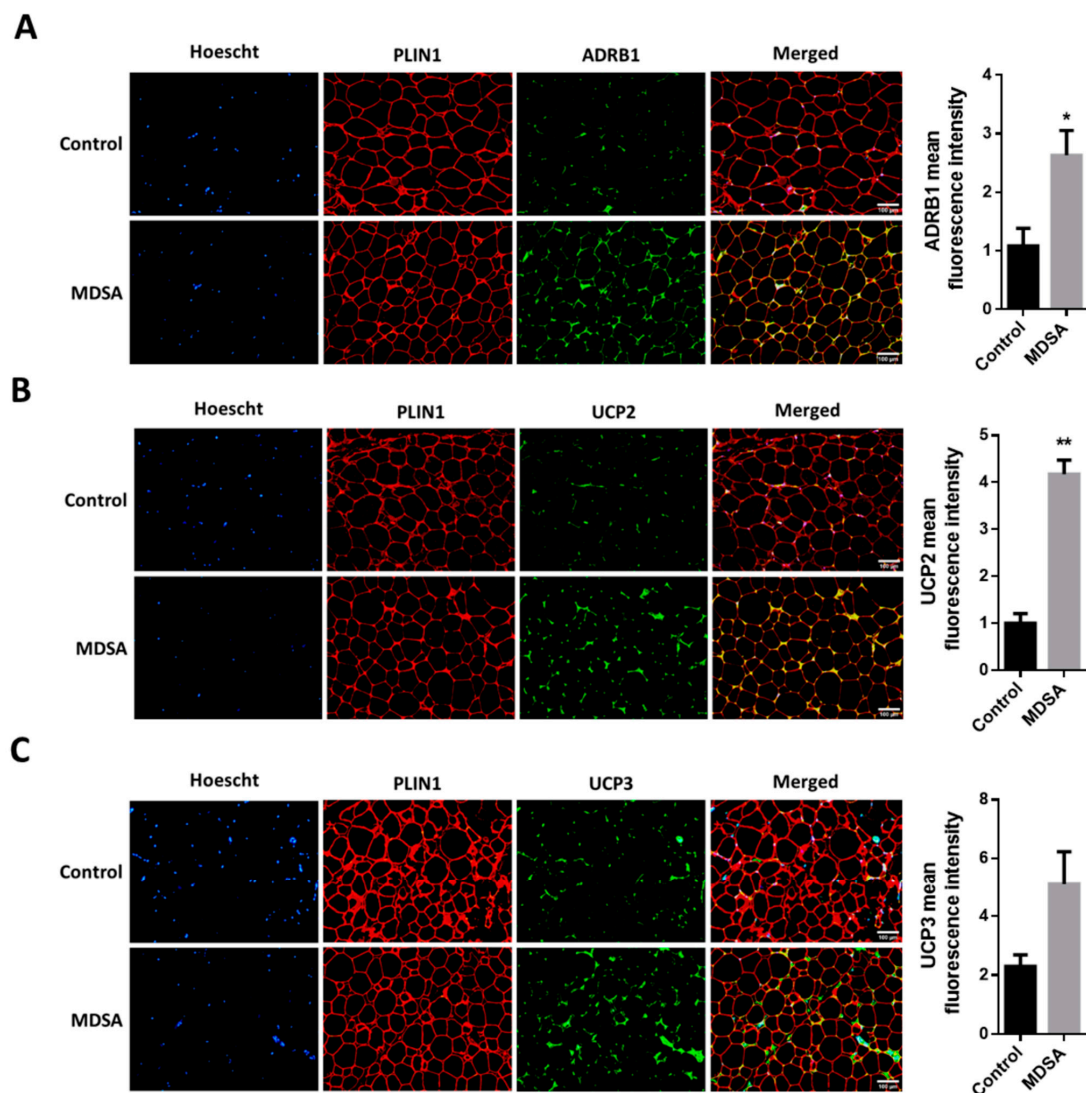 A
Hoescht PLIN1 ADRB1 Merged
Control
100 µm
MDSA
100 µm
ADRB1 mean
fluorescence intensity
4
3
2
1
0
*
Control MDSA
B
Hoescht PLIN1 UCP2 Merged
Control
100 µm
MDSA
100 µm
UCP2 mean
fluorescence intensity
5
4
3
2
1
0
**
Control MDSA
C
Hoescht PLIN1 UCP3 Merged
Control
100 µm
MDSA
100 µm
UCP3 mean
fluorescence intensity
8
6
4
2
0
Control MDSA